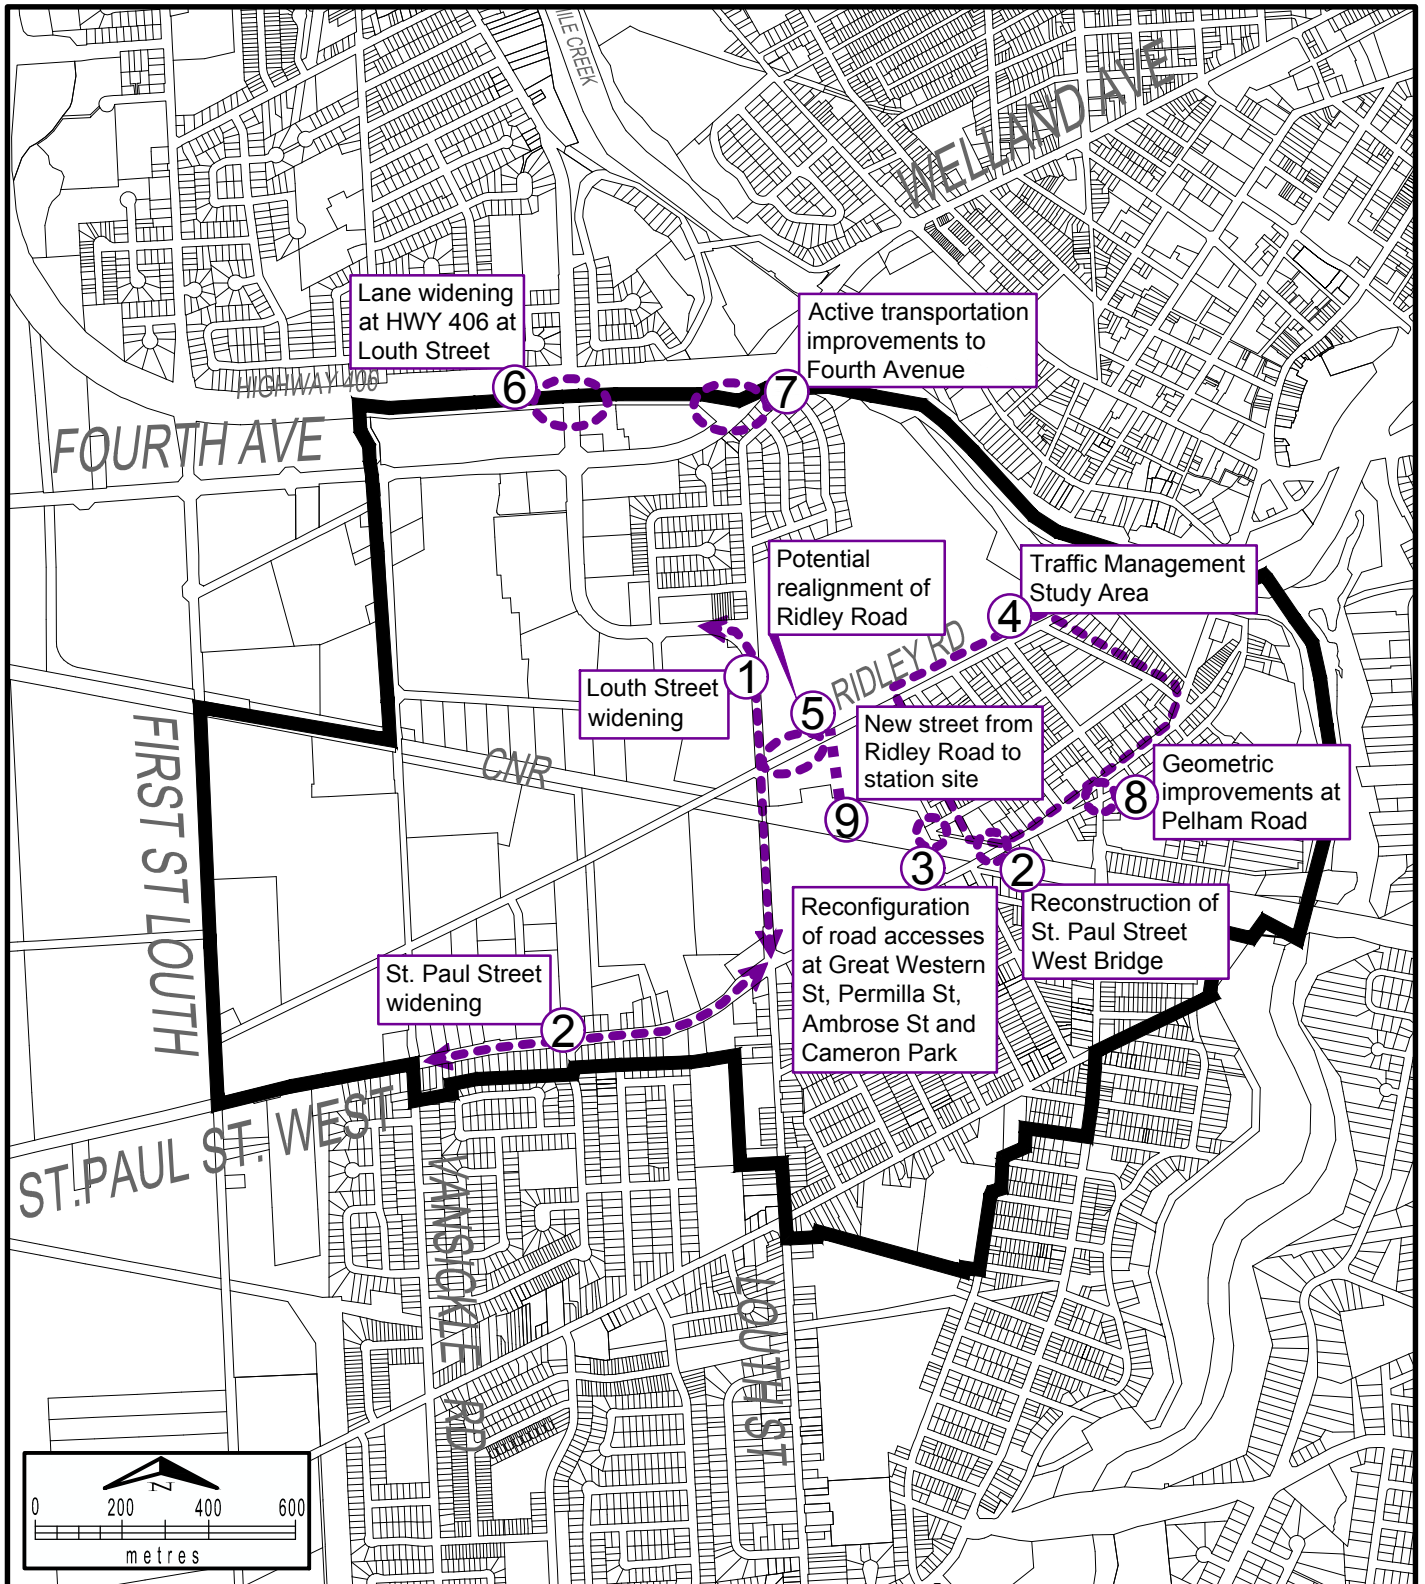 MILE CREEK
WELLAND AVE
Lane widening
at HWY 406 at
Louth Street
6
HIGHWAY 406
FOURTH AVE
Active transportation
improvements to
Fourth Avenue
7
Potential
realignment of
Ridley Road
5
RIDLEY RD
Traffic Management
Study Area
4
Louth Street
widening
1
New street from
Ridley Road to
station site
9
Geometric
improvements at
Pelham Road
8
CNR
FIRST ST LOUTH
3
Reconfiguration
of road accesses
at Great Western
St, Permilla St,
Ambrose St and
Cameron Park
2
Reconstruction of
St. Paul Street
West Bridge
St. Paul Street
widening
2
ST.PAUL ST. WEST
VANSICKLE RD
LOUTH ST
N
0 200 400 600
metres